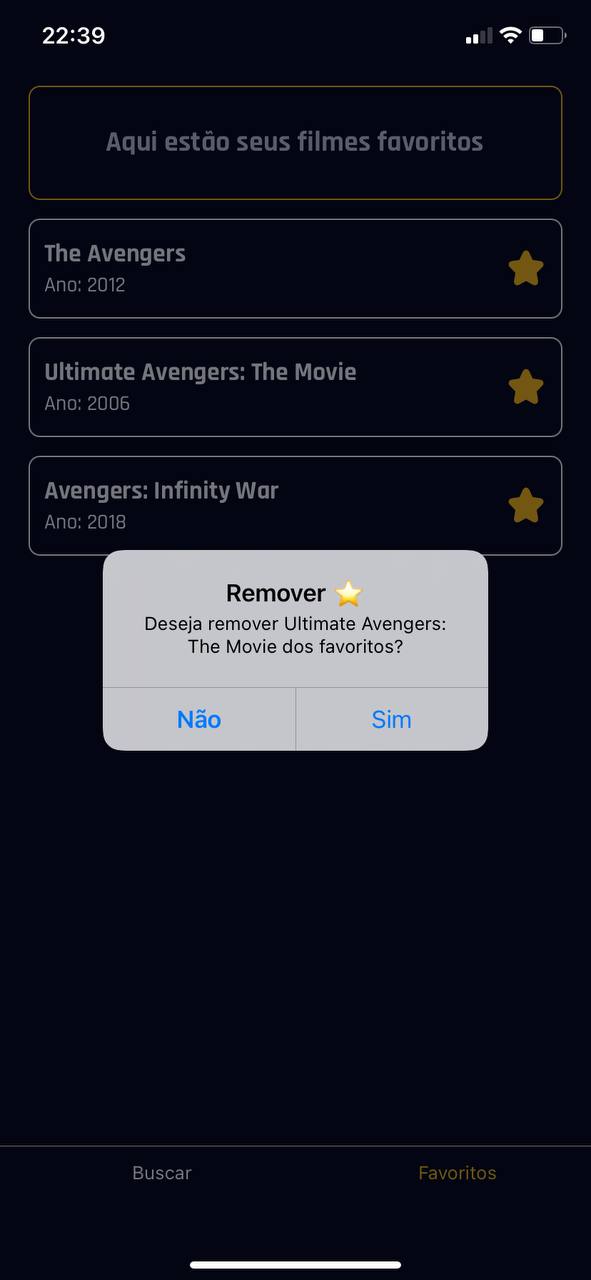 22:39
Aqui estão seus filmes favoritos
The Avengers
Ano: 2012
Ultimate Avengers: The Movie
Ano: 2006
Avengers: Infinity War
Ano: 2018
Remover ⭐
Deseja remover Ultimate Avengers:
The Movie dos favoritos?
Não
Sim
Buscar
Favoritos